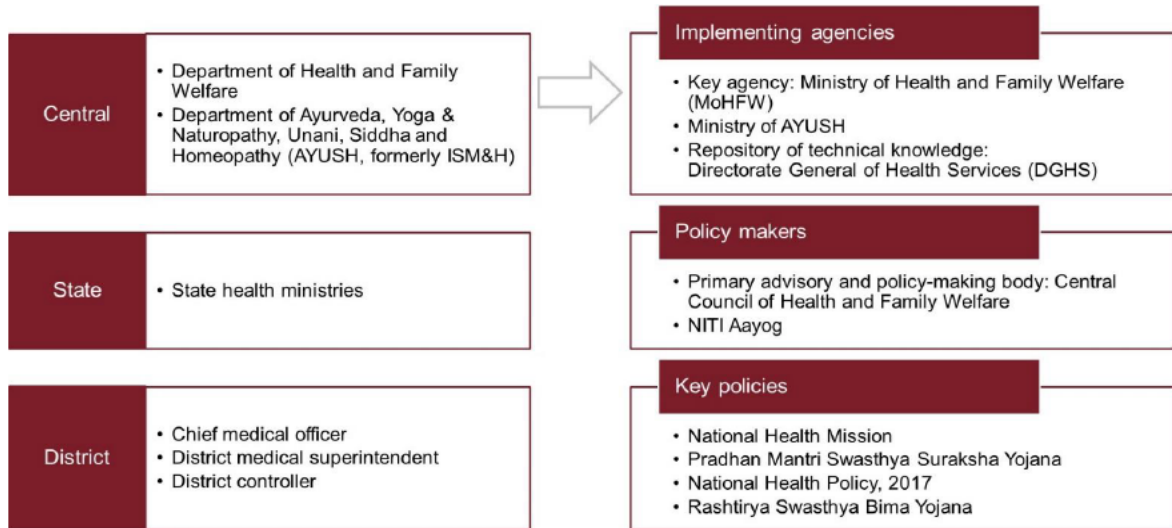 Central
• Department of Health and Family
Welfare
• Department of Ayurveda, Yoga &
Naturopathy, Unani, Siddha and
Homeopathy (AYUSH, formerly ISM&H)
Implementing agencies
• Key agency: Ministry of Health and Family Welfare
(MoHFW)
• Ministry of AYUSH
• Repository of technical knowledge:
Directorate General of Health Services (DGHS)
State
• State health ministries
Policy makers
• Primary advisory and policy-making body: Central
Council of Health and Family Welfare
• NITI Aayog
District
• Chief medical officer
• District medical superintendent
• District controller
Key policies
• National Health Mission
• Pradhan Mantri Swasthya Suraksha Yojana
• National Health Policy, 2017
• Rashtirya Swasthya Bima Yojana